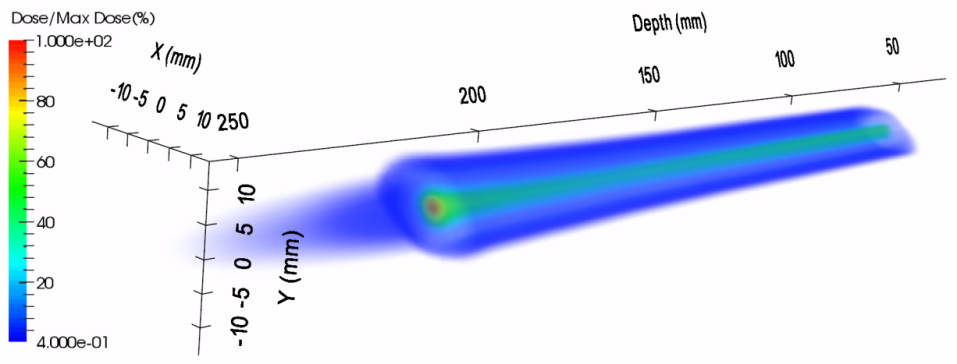 Dose/Max Dose(%)
1.000e+02
80
60
40
20
4.000e-01
X (mm)
-10 -5 0 5 10
Depth (mm)
250 200 150 100 50
10
5
0
-5
-10
Y (mm)